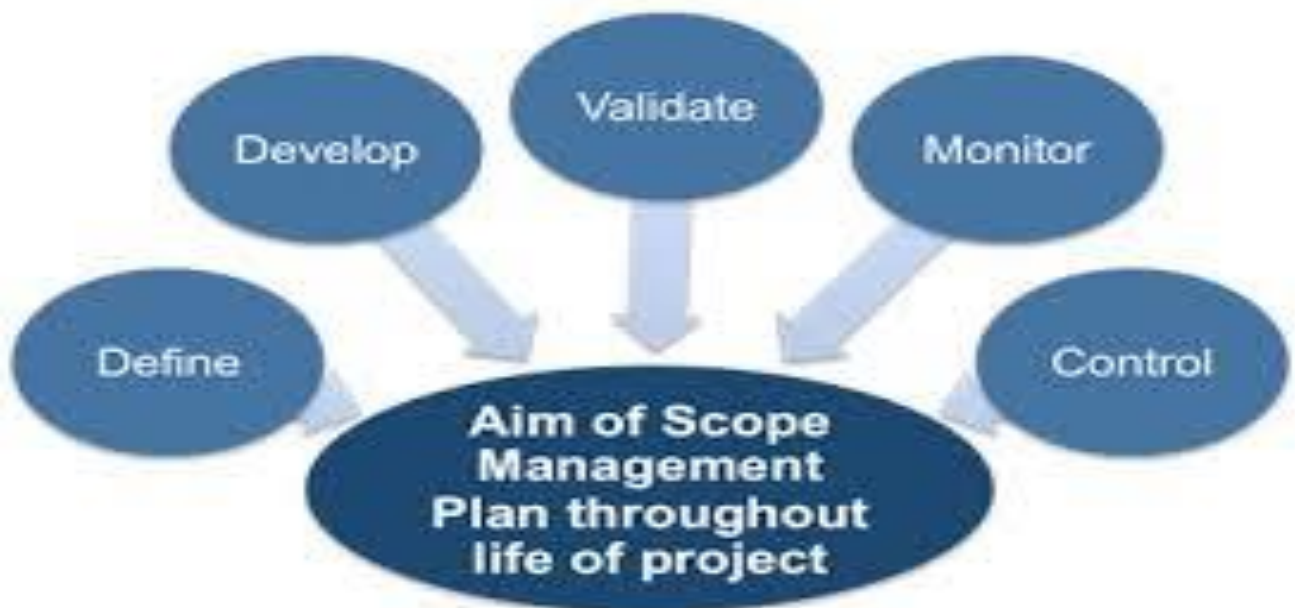 Define
Develop
Validate
Monitor
Control
Aim of Scope
Management
Plan throughout
life of project